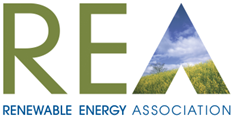 REA
RENEWABLE ENERGY ASSOCIATION